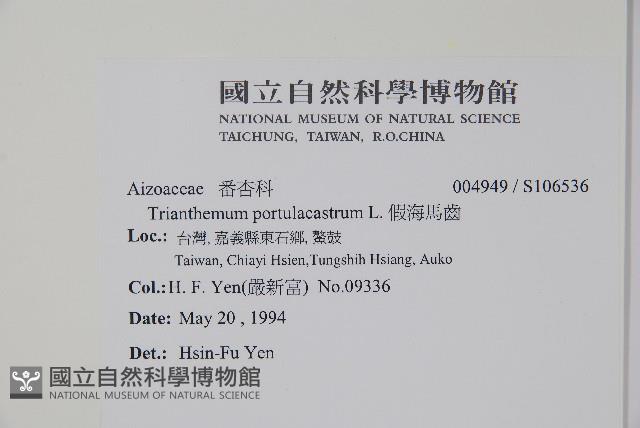 國立自然科學博物館
NATIONAL MUSEUM OF NATURAL SCIENCE
TAICHUNG, TAIWAN, R.O.CHINA
Aizoaceae 番杏科 004949 / S106536
Trianthemum portulacastrum L. 假海馬齒
Loc.: 台灣, 嘉義縣東石鄉, 鰲鼓
Taiwan, Chiayi Hsien,Tungshih Hsiang, Auko
Col.: H. F. Yen(嚴新富) No.09336
Date: May 20 , 1994
Det.: Hsin-Fu Yen
國立自然科學博物館
NATIONAL MUSEUM OF NATURAL SCIENCE